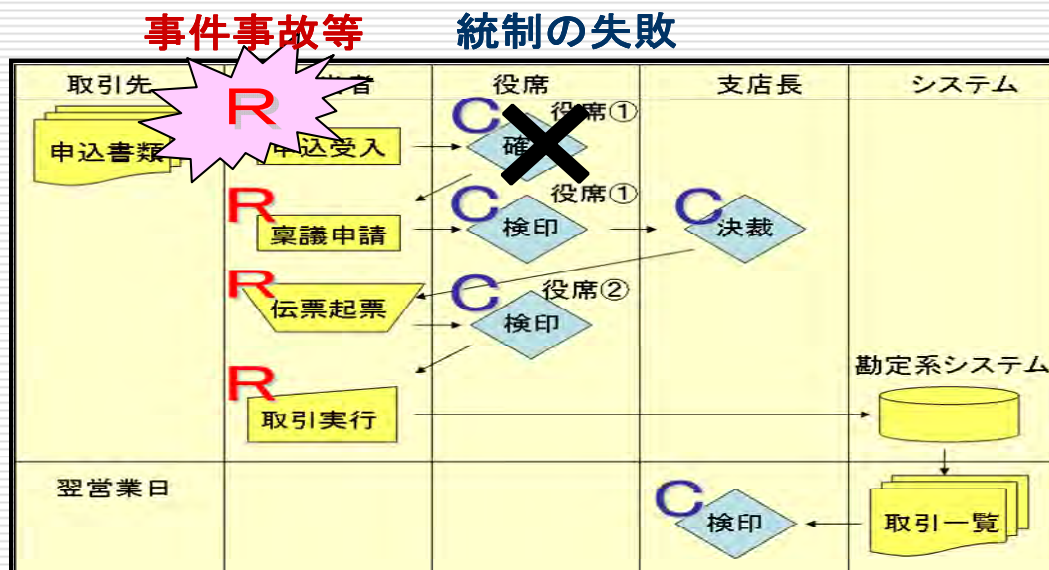 事件事故等 統制の失敗
取引先 者 役席 支店長 システム
R
C 役席①
申込書類 申込受入 確
R C 役席① C
稟議申請 検印 決裁
R C 役席②
伝票起票 検印
勘定系システム
R
取引実行
翌営業日
C
検印 取引一覧